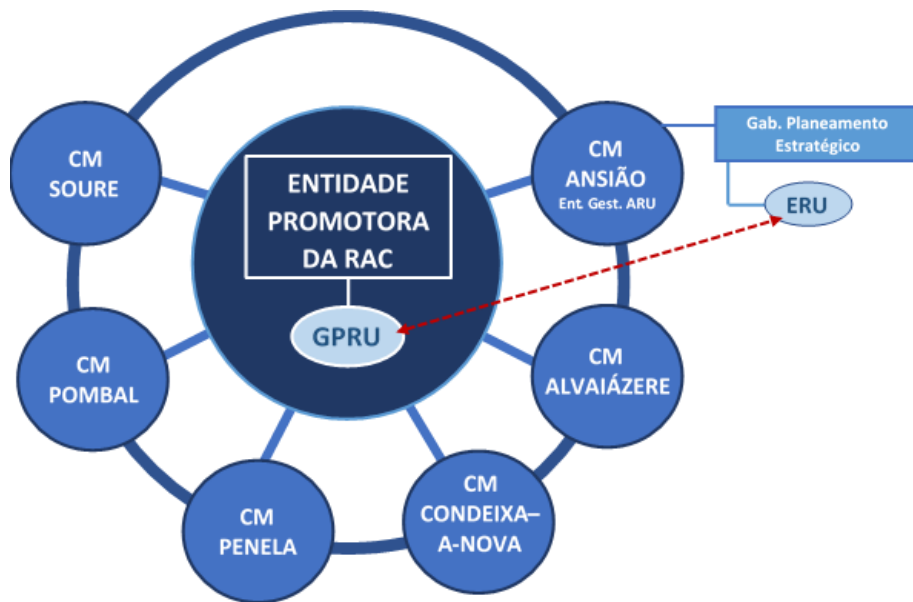 ENTIDADE
PROMOTORA
DA RAC
GPRU
CM
SOURE
CM
POMBAL
CM
PENELA
CM
CONDEIXA–
A-NOVA
CM
ALVAIÁZERE
CM
ANSIÃO
Ent. Gest. ARU
Gab. Planeamento
Estratégico
ERU